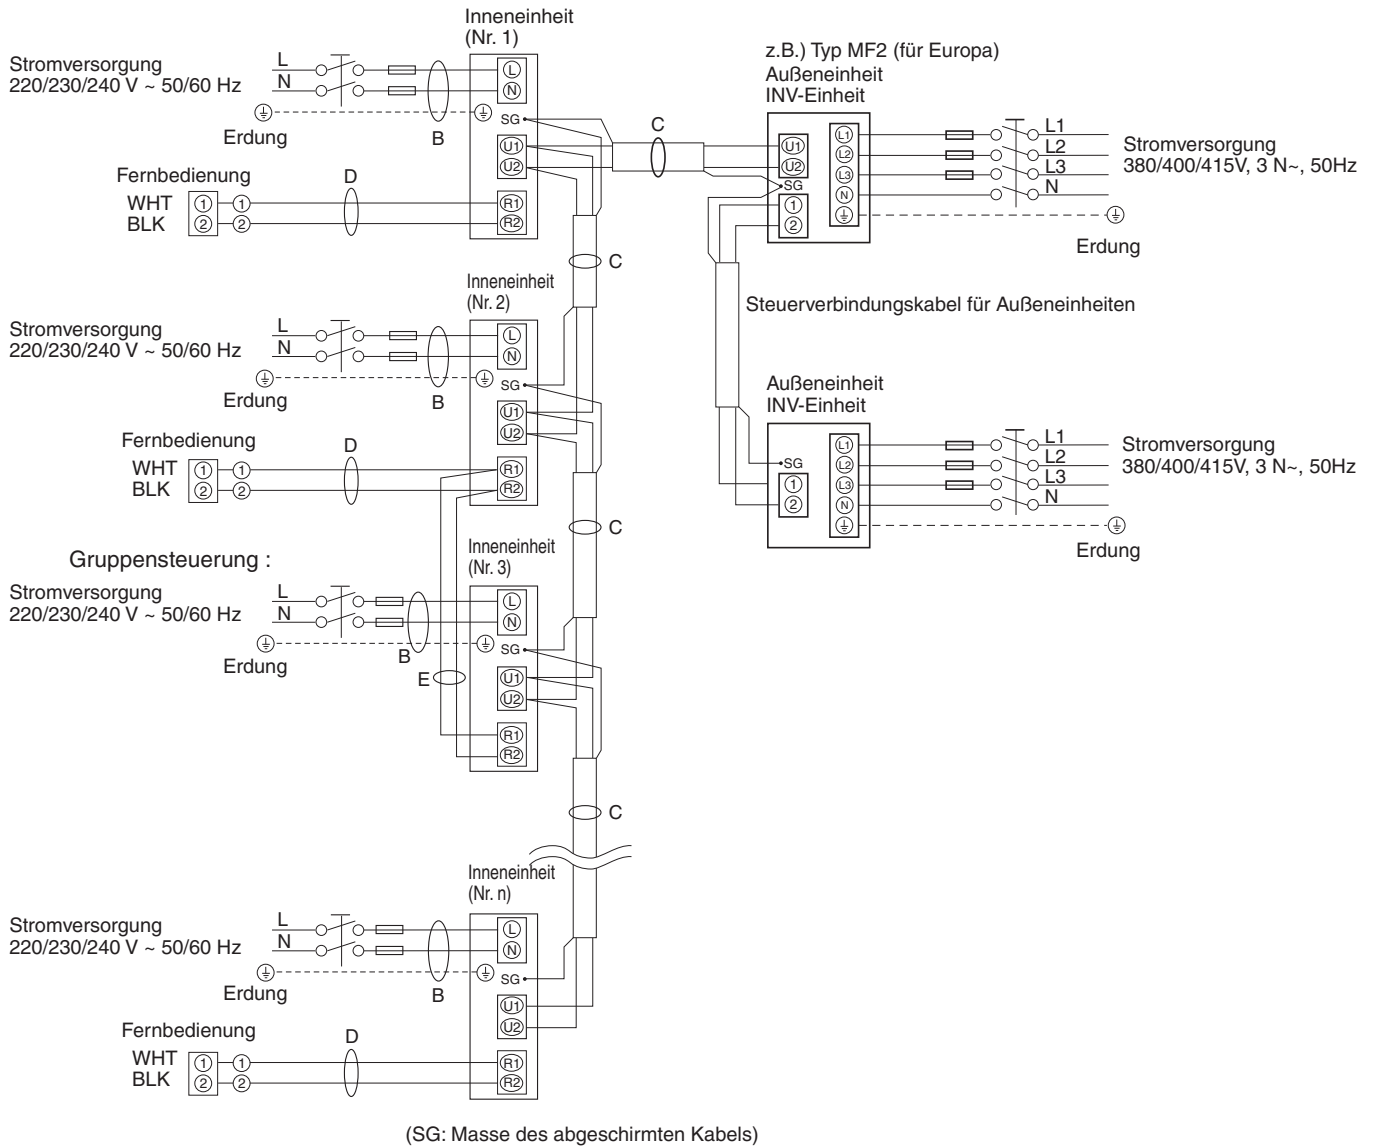 Inneneinheit
(Nr. 1)
Stromversorgung
220/230/240 V ~ 50/60 Hz
L
N
Erdung
B
L
N
SG
U1
U2
R1
R2
Fernbedienung
WHT
BLK
1
2
1
2
D
C
C
z.B.) Typ MF2 (für Europa)
Außeneinheit
INV-Einheit
U1
U2
SG
1
2
L1
L2
L3
N
L1
L2
L3
N
Stromversorgung
380/400/415V, 3 N~, 50Hz
Erdung
Steuerverbindungskabel für Außeneinheiten
Inneneinheit
(Nr. 2)
Stromversorgung
220/230/240 V ~ 50/60 Hz
L
N
Erdung
B
L
N
SG
U1
U2
R1
R2
Fernbedienung
WHT
BLK
1
2
1
2
D
C
Außeneinheit
INV-Einheit
SG
1
2
L1
L2
L3
N
L1
L2
L3
N
Stromversorgung
380/400/415V, 3 N~, 50Hz
Erdung
Gruppensteuerung :
Inneneinheit
(Nr. 3)
Stromversorgung
220/230/240 V ~ 50/60 Hz
L
N
Erdung
B
E
L
N
SG
U1
U2
R1
R2
C
Inneneinheit
(Nr. n)
Stromversorgung
220/230/240 V ~ 50/60 Hz
L
N
Erdung
B
L
N
SG
U1
U2
R1
R2
Fernbedienung
WHT
BLK
1
2
1
2
D
(SG: Masse des abgeschirmten Kabels)